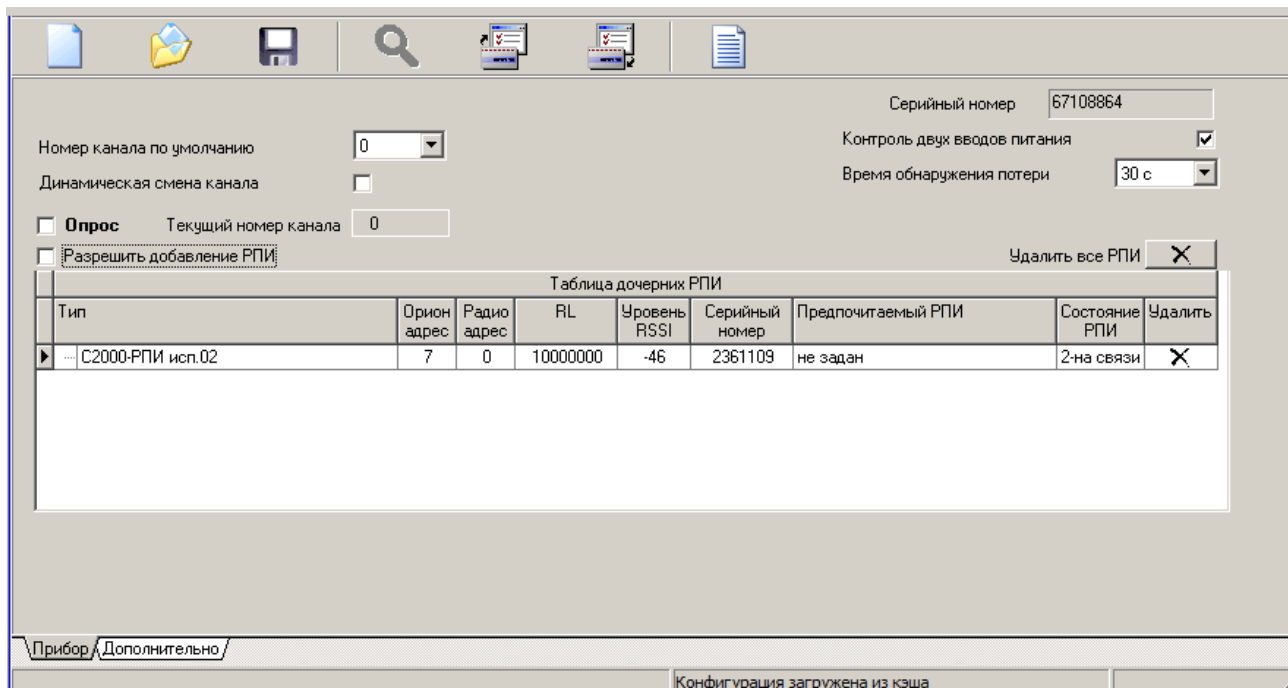 Серийный номер 67108864
Номер канала по умолчанию 0 Контроль двух вводов питания
Динамическая смена канала Время обнаружения потери 30 с
Опрос Текущий номер канала 0
Разрешить добавление РПИ Удалить все РПИ
Таблица дочерних РПИ
Тип Орион адрес Радио адрес RL Уровень RSSI Серийный номер Предпочитаемый РПИ Состояние РПИ Удалить
С2000-РПИ исп.02 7 0 10000000 -46 2361109 не задан 2-на связи
Прибор Дополнительно
Конфигурация загружена из кэша